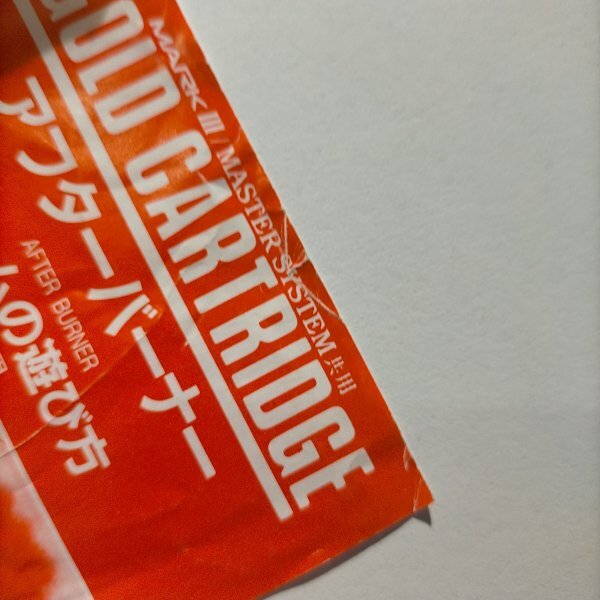 MARK III / MASTER SYSTEM 共用
GOLD CARTRIDGE
アフターバーナー
AFTER BURNER
ムの遊び方